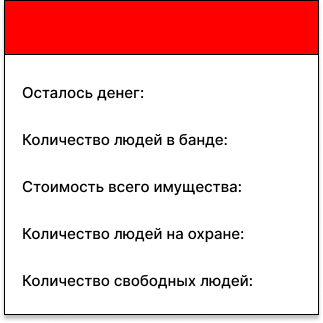 Осталось денег:
Количество людей в банде:
Стоимость всего имущества:
Количество людей на охране:
Количество свободных людей: